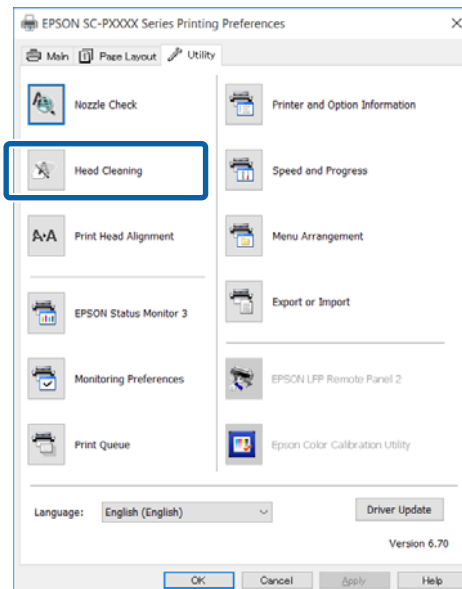 EPSON SC-PXXXX Series Printing Preferences
Main
Page Layout
Utility
Nozzle Check
Printer and Option Information
Head Cleaning
Speed and Progress
A·A
Print Head Alignment
Menu Arrangement
EPSON Status Monitor 3
Export or Import
Monitoring Preferences
EPSON LFP Remote Panel 2
Print Queue
Epson Color Calibration Utility
Language:
English (English)
Driver Update
Version 6.70
OK
Cancel
Apply
Help